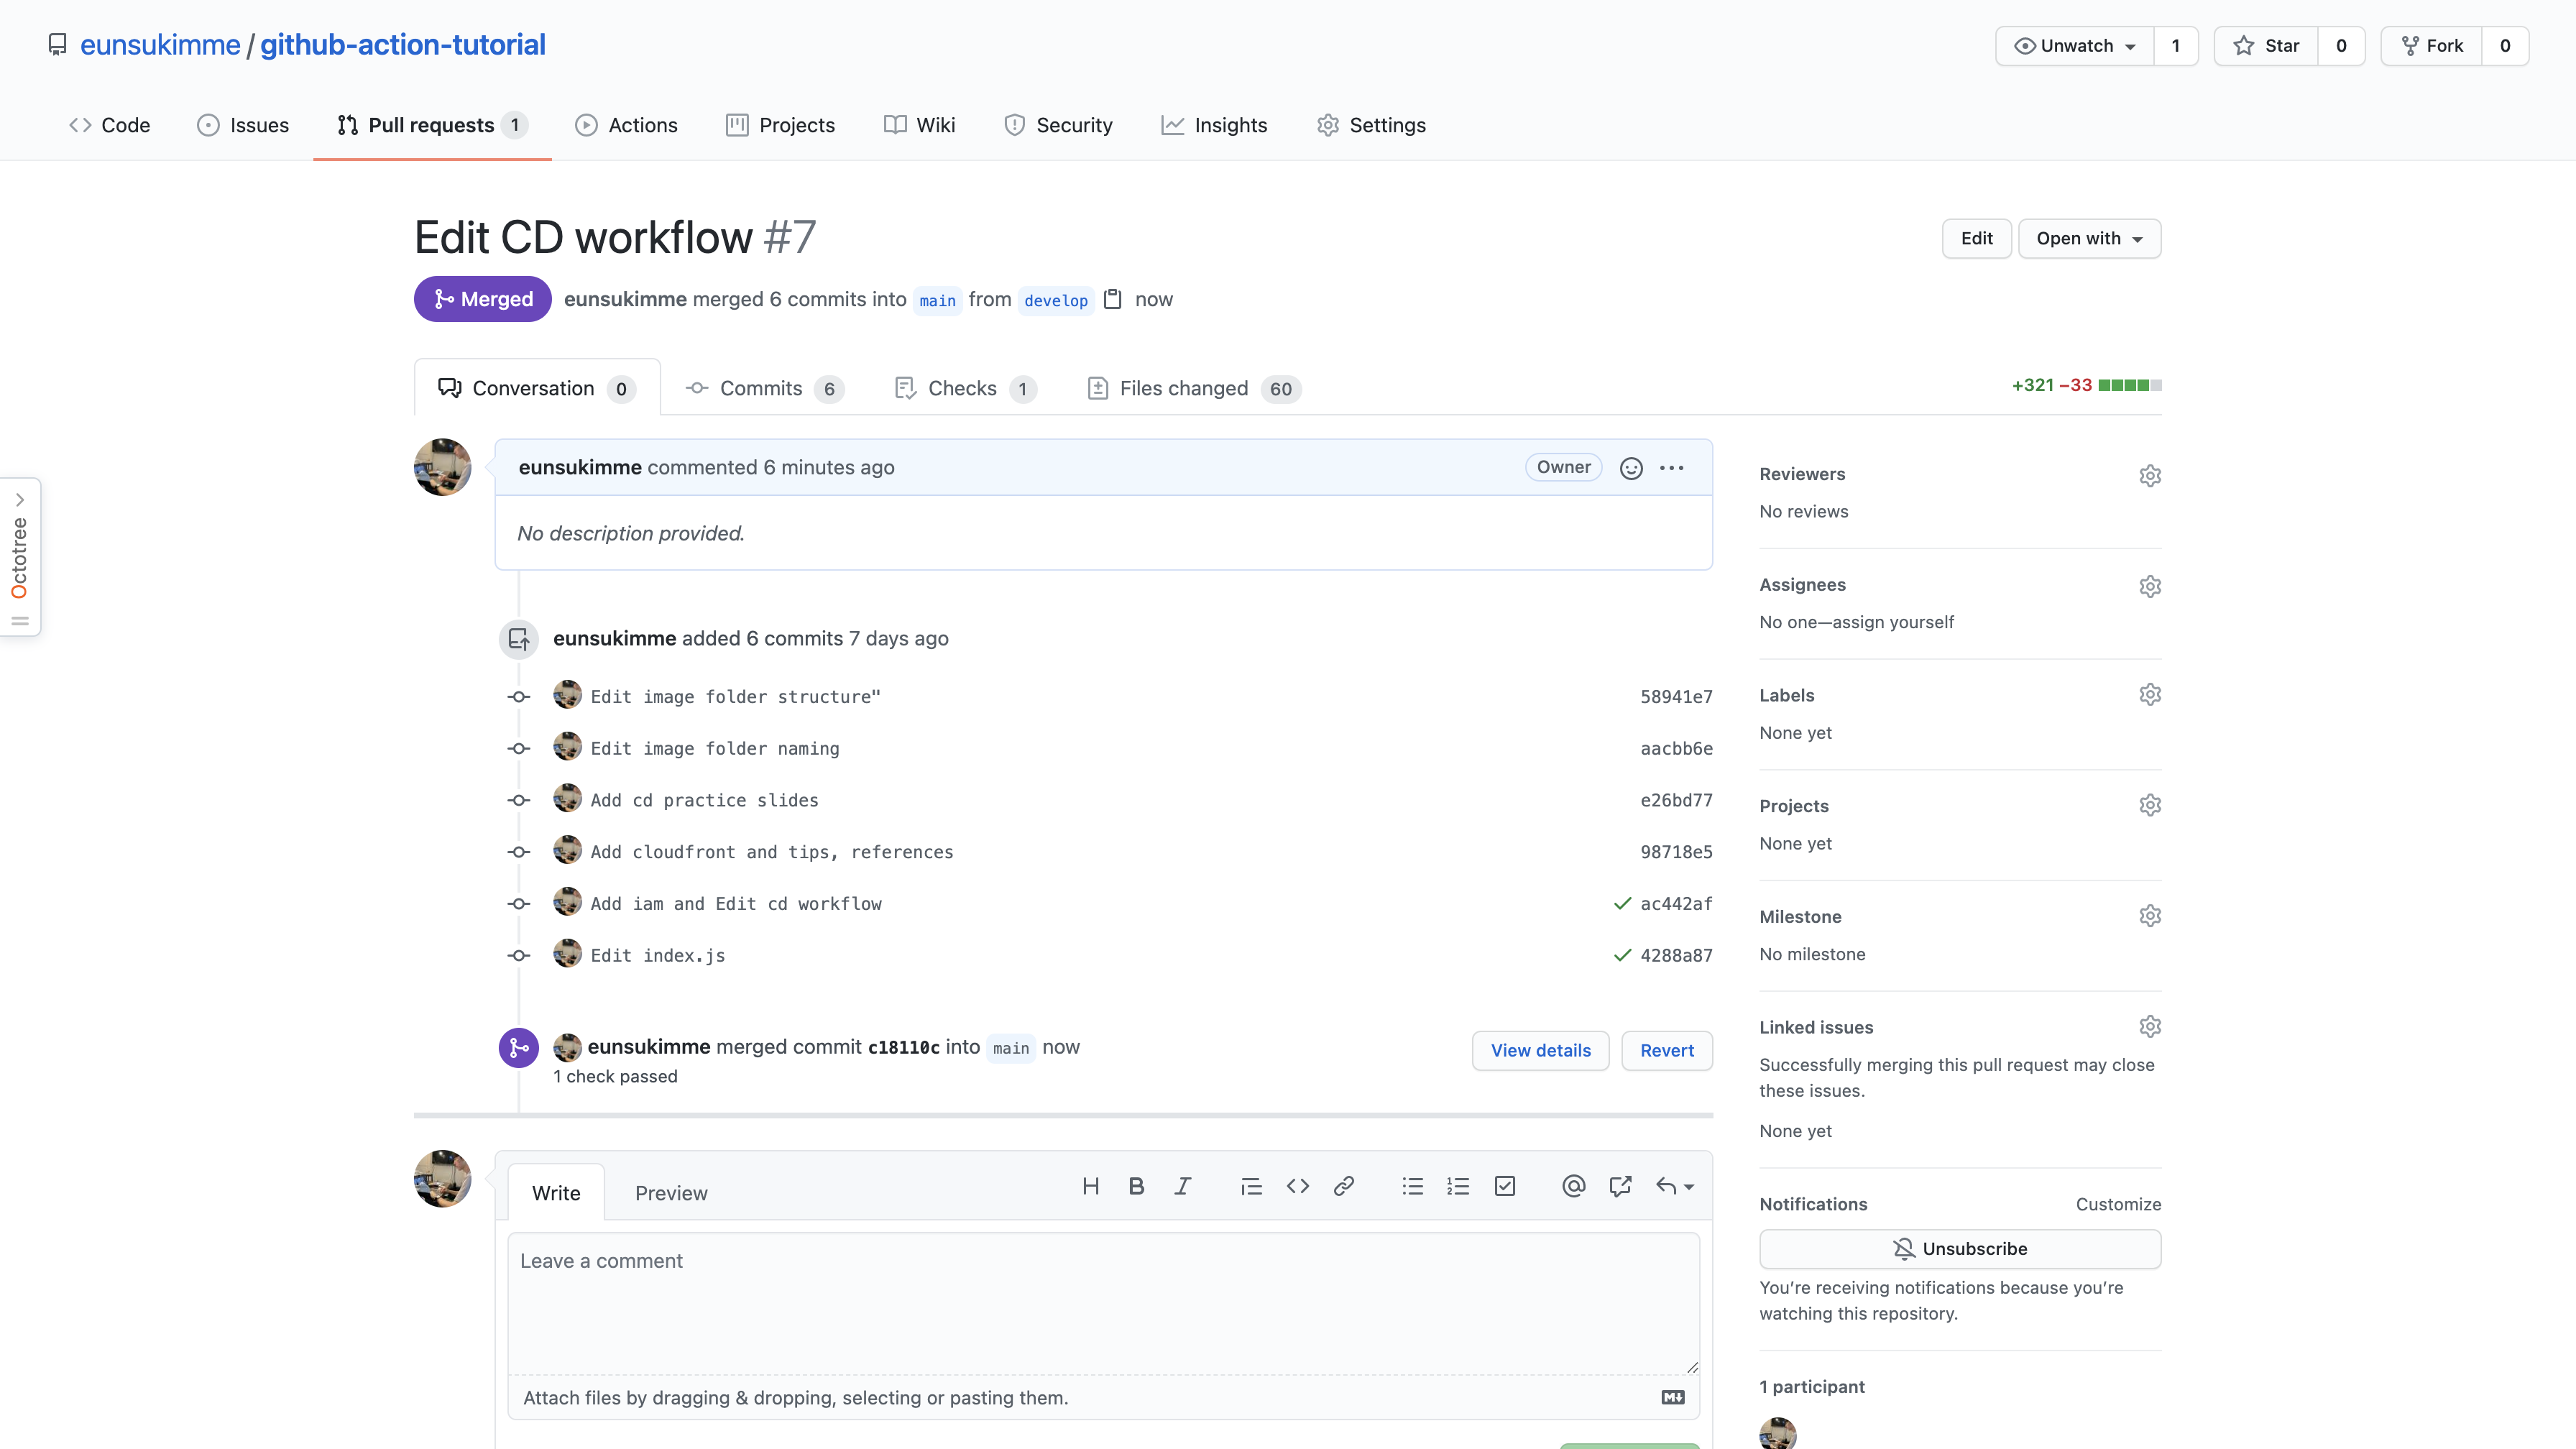 eunsukimme / github-action-tutorial
Unwatch 1 Star 0 Fork 0
Code Issues Pull requests 1 Actions Projects Wiki Security Insights Settings
Edit CD workflow #7
Edit Open with
Merged eunsukimme merged 6 commits into main from develop now
Conversation 0 Commits 6 Checks 1 Files changed 60
+321 −33
eunsukimme commented 6 minutes ago
Owner
No description provided.
Octotree
eunsukimme added 6 commits 7 days ago
Edit image folder structure" 58941e7
Edit image folder naming aacbb6e
Add cd practice slides e26bd77
Add cloudfront and tips, references 98718e5
Add iam and Edit cd workflow ac442af
Edit index.js 4288a87
eunsukimme merged commit c18110c into main now
1 check passed
View details Revert
Write Preview
H B I
Leave a comment
Attach files by dragging & dropping, selecting or pasting them.
Reviewers
No reviews
Assignees
No one—assign yourself
Labels
None yet
Projects
None yet
Milestone
No milestone
Linked issues
Successfully merging this pull request may close
these issues.
None yet
Notifications Customize
Unsubscribe
You’re receiving notifications because you’re
watching this repository.
1 participant